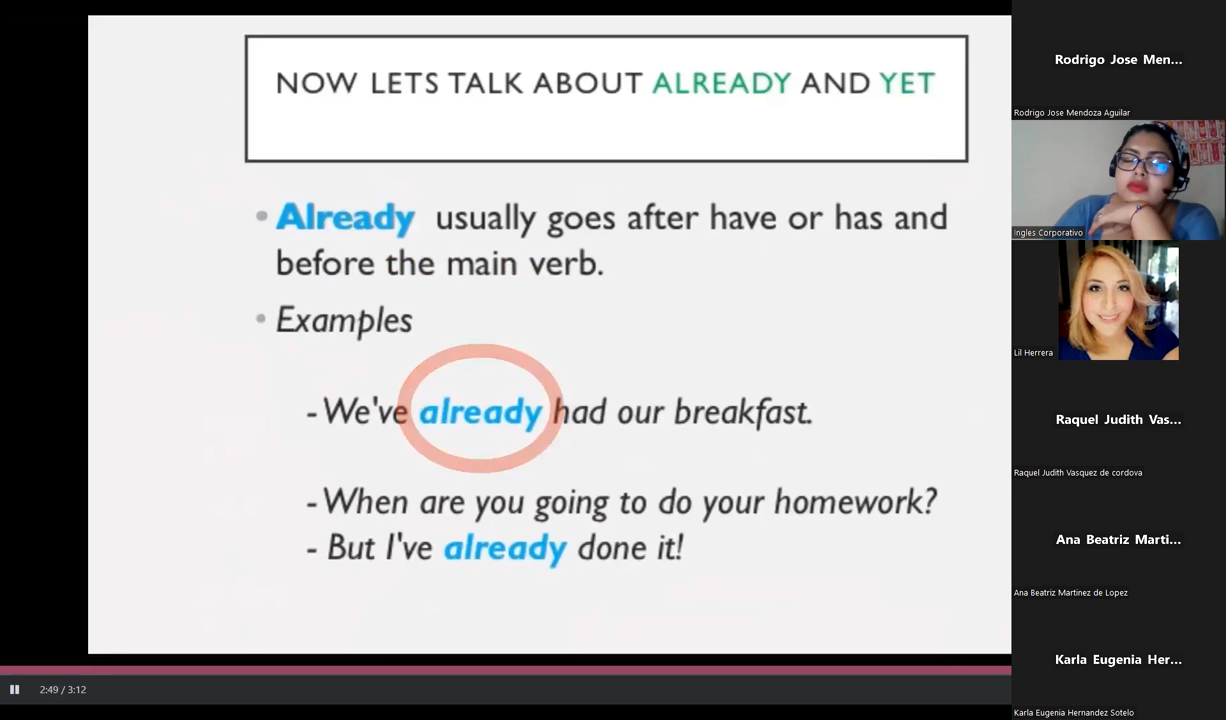 NOW LETS TALK ABOUT ALREADY AND YET
• Already usually goes after have or has and
before the main verb.
• Examples
- We've already had our breakfast.
- When are you going to do your homework?
- But I've already done it!
2:49 / 3:12
Rodrigo Jose Men...
Rodrigo Jose Mendoza Aguilar
Ingles Corporativo
Lil Herrera
Raquel Judith Vas...
Raquel Judith Vasquez de cordova
Ana Beatriz Marti...
Ana Beatriz Martinez de Lopez
Karla Eugenia Her...
Karla Eugenia Hernandez Sotelo